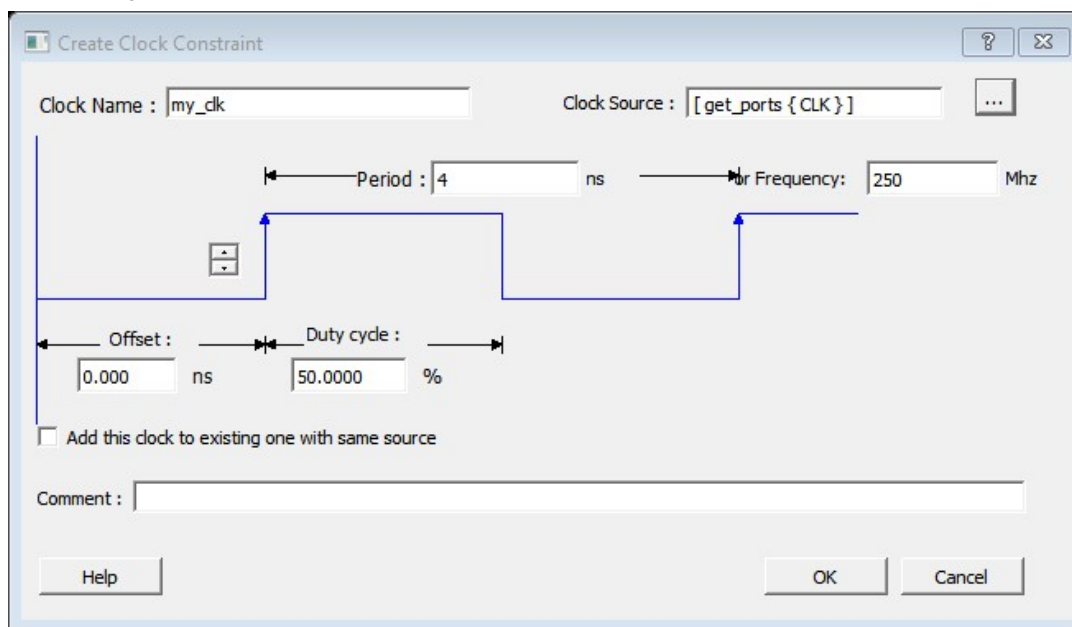 Create Clock Constraint
Clock Name : my_clk Clock Source : [ get_ports { CLK } ] ...
Period : 4 ns or Frequency: 250 Mhz
Offset : Duty cycle :
0.000 ns 50.0000 %
Add this clock to existing one with same source
Comment :
Help OK Cancel